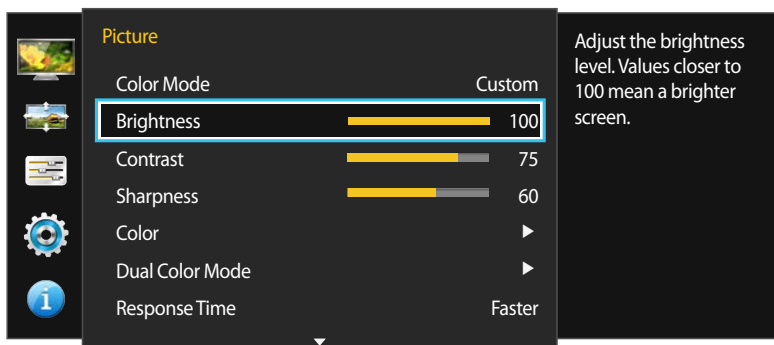 Picture
Color Mode Custom
Brightness 100
Contrast 75
Sharpness 60
Color
Dual Color Mode
Response Time Faster
Adjust the brightness
level. Values closer to
100 mean a brighter
screen.